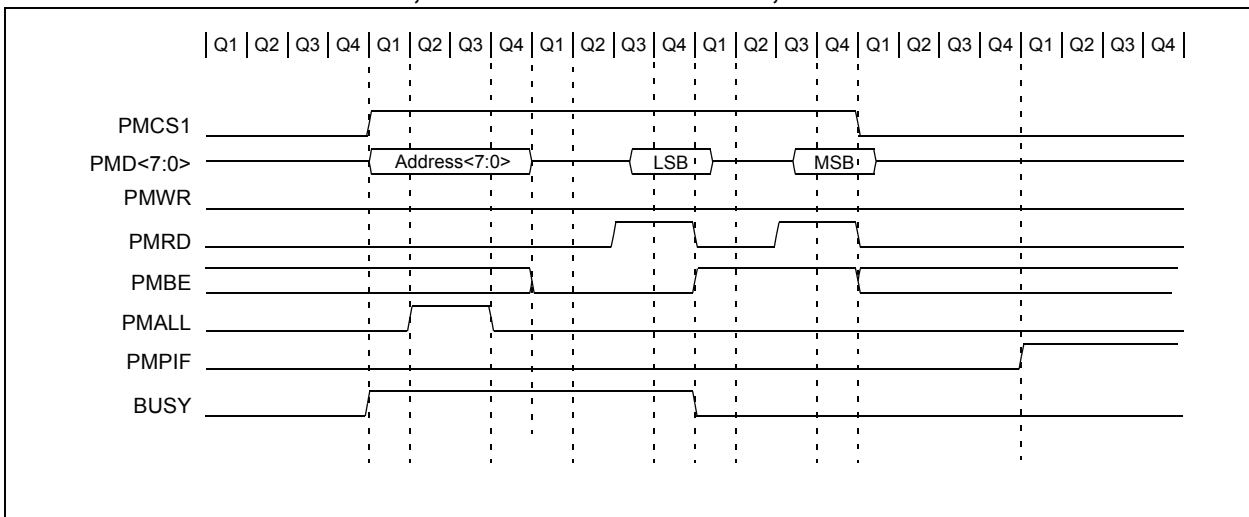 Q1 Q2 Q3 Q4 Q1 Q2 Q3 Q4 Q1 Q2 Q3 Q4 Q1 Q2 Q3 Q4 Q1 Q2 Q3 Q4 Q1 Q2 Q3 Q4
PMCS1
PMD<7:0> Address<7:0> LSB MSB
PMWR
PMRD
PMBE
PMALL
PMPIF
BUSY